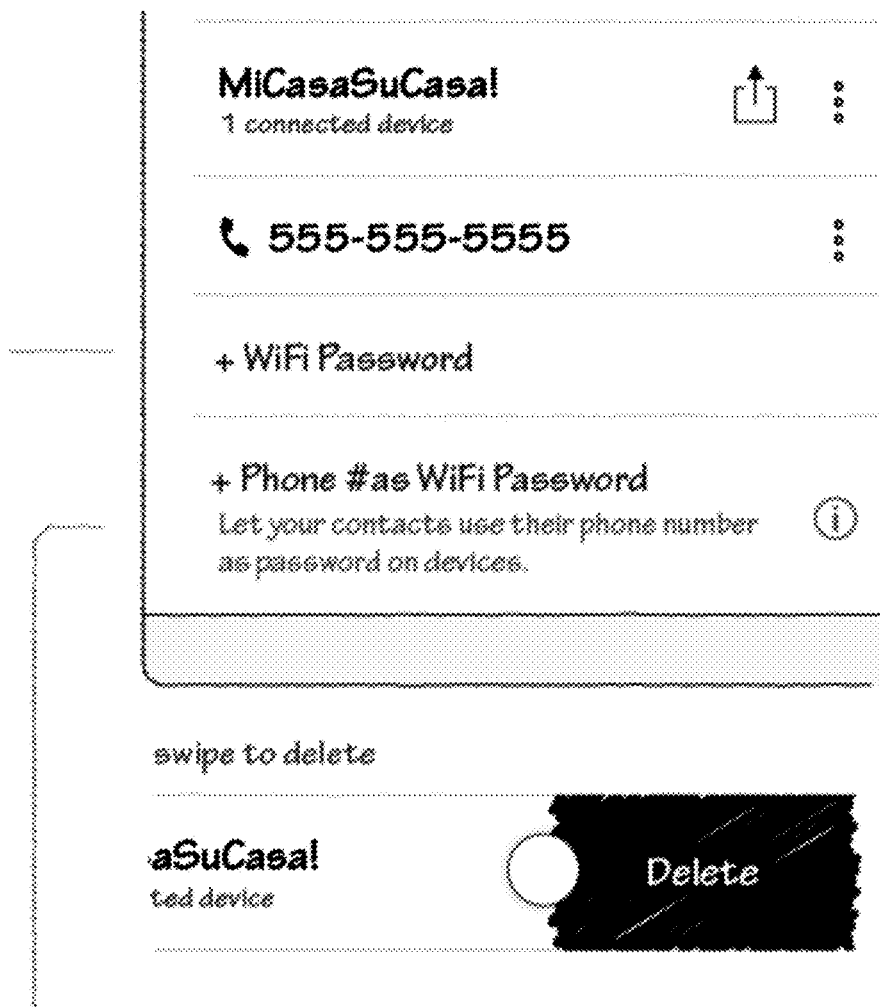 MiCasaSuCasa!
1 connected device
555-555-5555
+ WiFi Password
+ Phone #as WiFi Password
Let your contacts use their phone number
as password on devices.
swipe to delete
aSuCasa!
ted device
Delete